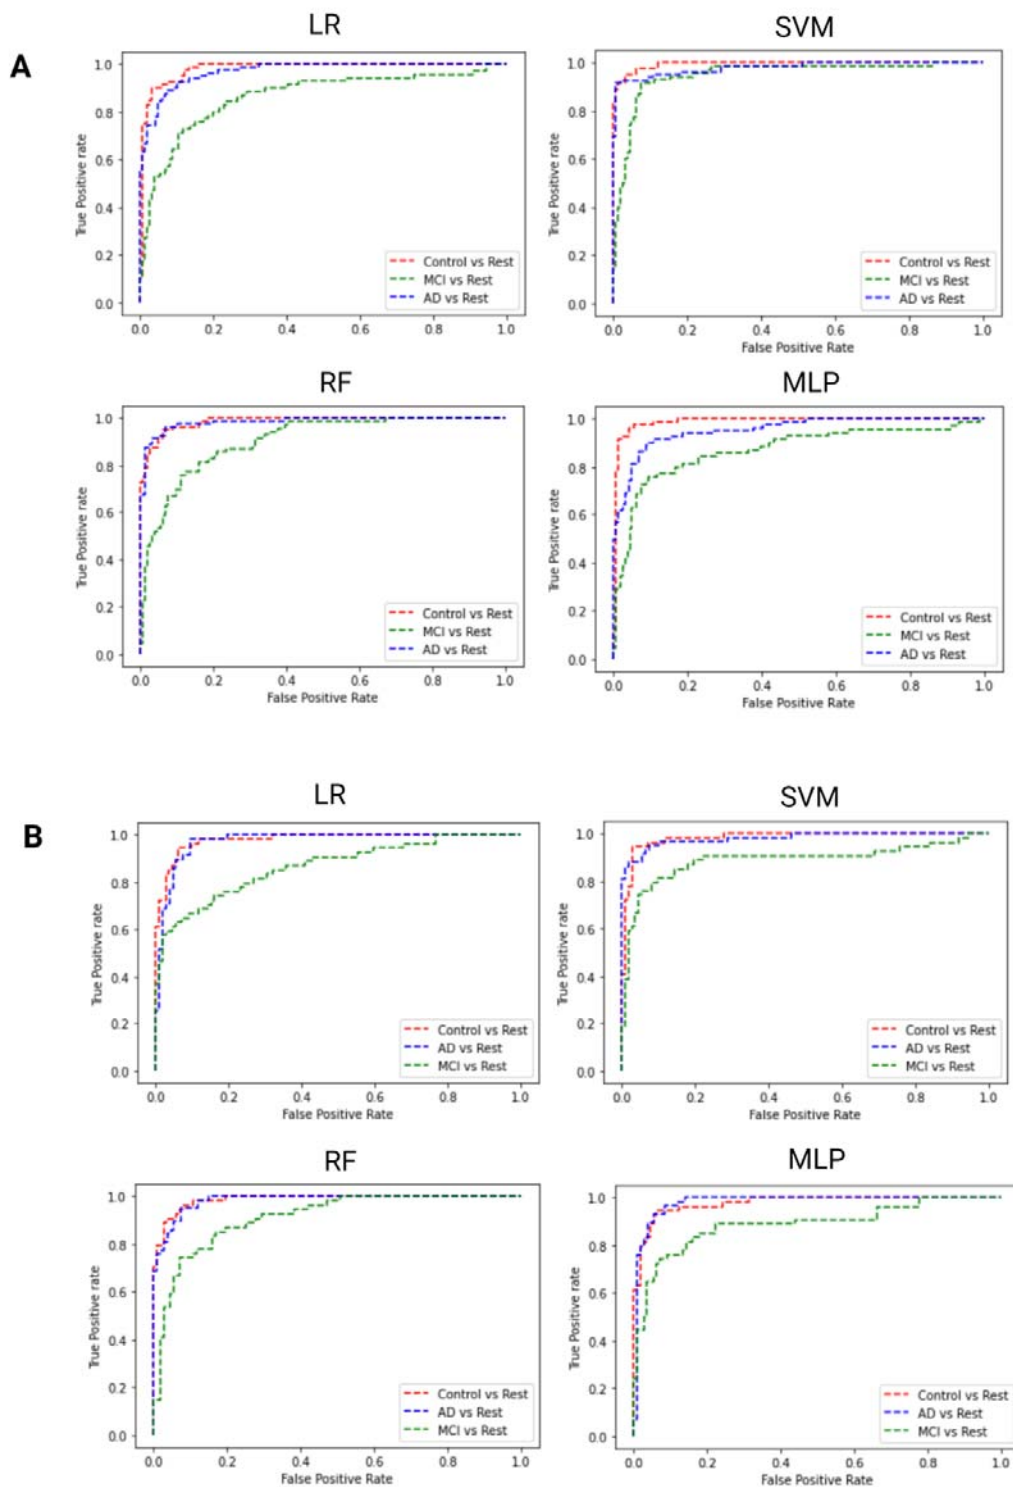 A
LR
True Positive rate
1.0
0.8
0.6
0.4
0.2
0.0
Control vs Rest
MCI vs Rest
AD vs Rest
0.0 0.2 0.4 0.6 0.8 1.0
SVM
True Positive rate
1.0
0.8
0.6
0.4
0.2
0.0
Control vs Rest
MCI vs Rest
AD vs Rest
0.0 0.2 0.4 0.6 0.8 1.0
False Positive Rate
RF
True Positive rate
1.0
0.8
0.6
0.4
0.2
0.0
Control vs Rest
MCI vs Rest
AD vs Rest
0.0 0.2 0.4 0.6 0.8 1.0
False Positive Rate
MLP
True Positive rate
1.0
0.8
0.6
0.4
0.2
0.0
Control vs Rest
MCI vs Rest
AD vs Rest
0.0 0.2 0.4 0.6 0.8 1.0
False Positive Rate
B
LR
True Positive rate
1.0
0.8
0.6
0.4
0.2
0.0
Control vs Rest
AD vs Rest
MCI vs Rest
0.0 0.2 0.4 0.6 0.8 1.0
False Positive Rate
SVM
True Positive rate
1.0
0.8
0.6
0.4
0.2
0.0
Control vs Rest
AD vs Rest
MCI vs Rest
0.0 0.2 0.4 0.6 0.8 1.0
False Positive Rate
RF
True Positive rate
1.0
0.8
0.6
0.4
0.2
0.0
Control vs Rest
AD vs Rest
MCI vs Rest
0.0 0.2 0.4 0.6 0.8 1.0
False Positive Rate
MLP
True Positive rate
1.0
0.8
0.6
0.4
0.2
0.0
Control vs Rest
AD vs Rest
MCI vs Rest
0.0 0.2 0.4 0.6 0.8 1.0
False Positive Rate